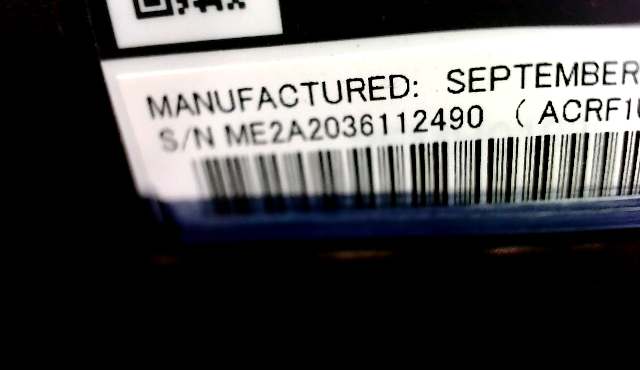 MANUFACTURED: SEPTEMBER
S/N ME2A2036112490 ( ACRF1